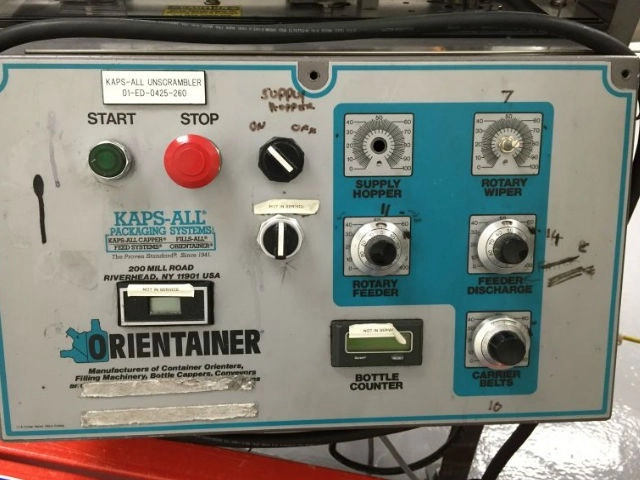 KAPS-ALL UNSCRAMBLER
01-ED-0425-260
START
STOP
SUPPLY
HOPPER
ON OFF
NOT IN SERVICE
KAPS-ALL®
PACKAGING SYSTEMS
KAPS-ALL CAPPER® FILLS-ALL®
FEED SYSTEMS® ORIENTAINER®
The Proven Standard®. Since 1941.
200 MILL ROAD
RIVERHEAD, NY 11901 USA
NOT IN SERVICE
ORIENTAINER
Manufacturers of Container Orienters,
Filling Machinery, Bottle Cappers, Conveyors
SUPPLY
HOPPER
7
ROTARY
WIPER
11
ROTARY
FEEDER
14
FEEDER
DISCHARGE
NOT IN SERVICE
BOTTLE
COUNTER
CARRIER
BELTS
10